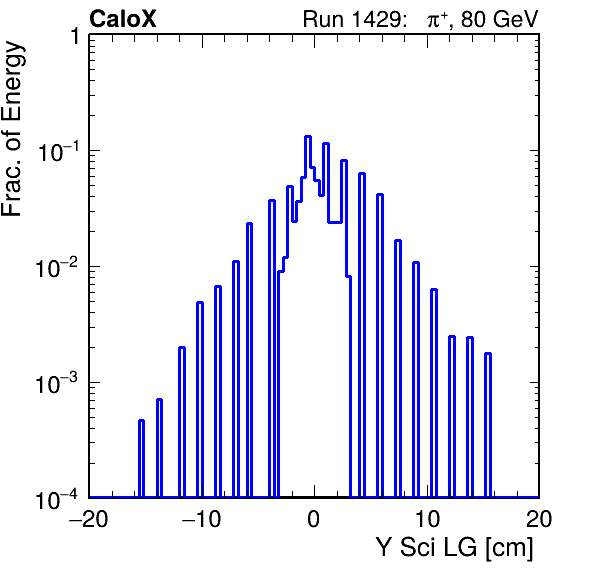 CaloX Run 1429: π⁺, 80 GeV
Frac. of Energy
1
10⁻¹
10⁻²
10⁻³
10⁻⁴
−20 −10 0 10 20
Y Sci LG [cm]